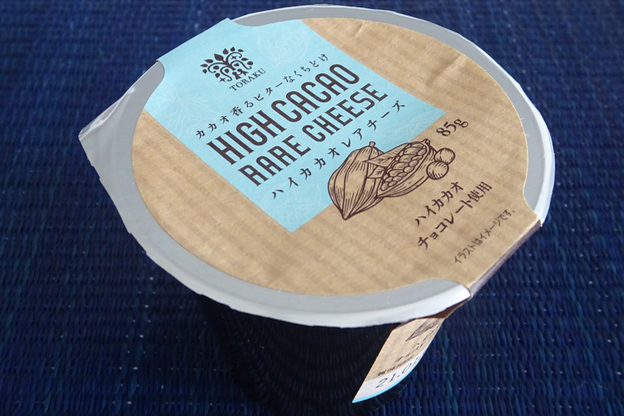 TORAKU
カカオ香るビターなくちどけ
HIGH CACAO
RARE CHEESE
ハイカカオレアチーズ
85g
ハイカカオ
チョコレート使用
イラストはイメージです。